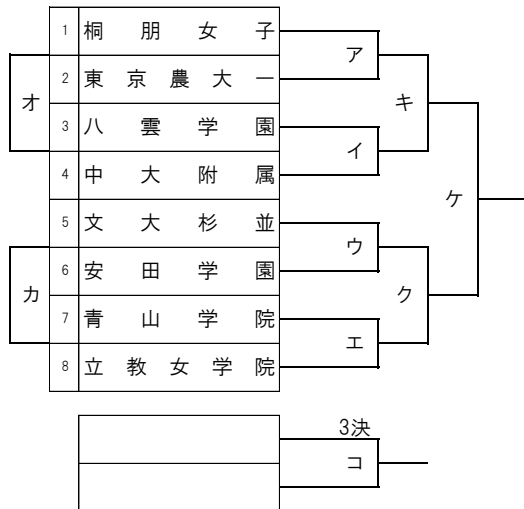 1 桐朋女子
ア
2 東京農大一
オ
キ
3 八雲学園
イ
4 中大附属
ケ
5 文大杉並
ウ
6 安田学園
カ
ク
7 青山学院
エ
8 立教女学院
3決
コ